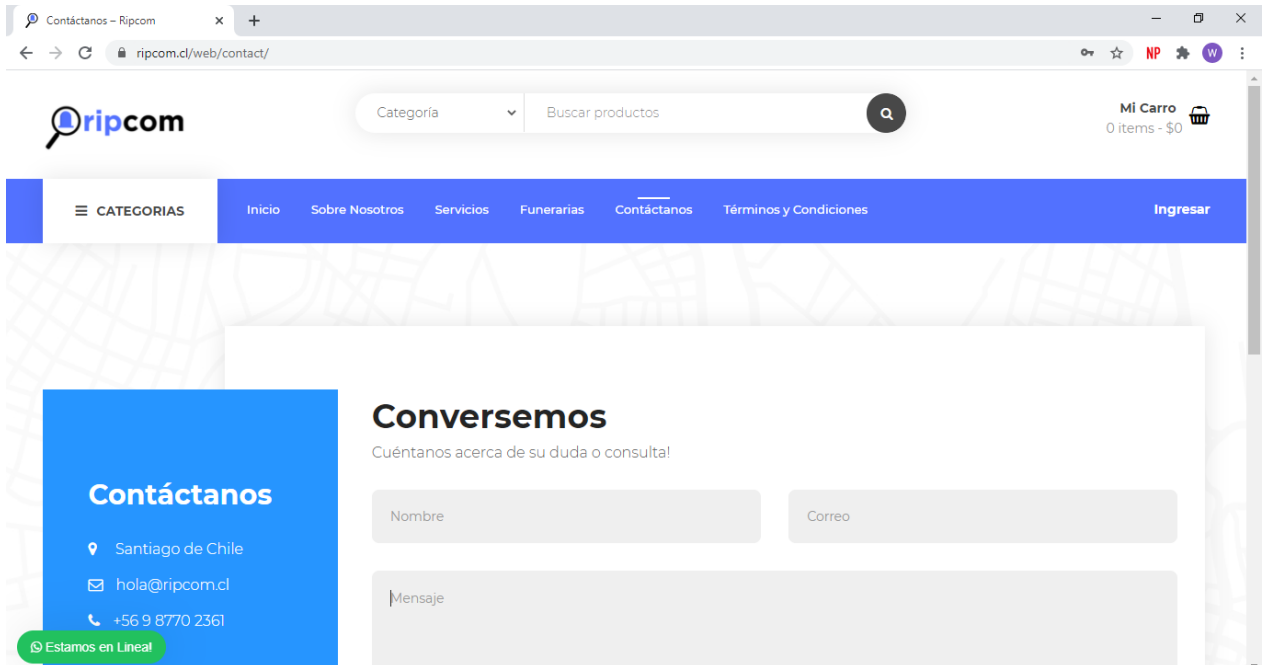 Contáctanos – Ripcom
ripcom.cl/web/contact/
NP
W
ripcom
Categoría
Buscar productos
Mi Carro
0 items - $0
CATEGORIAS
Inicio Sobre Nosotros Servicios Funerarias Contáctanos Términos y Condiciones Ingresar
Conversemos
Cuéntanos acerca de su duda o consulta!
Nombre Correo
Mensaje
Contáctanos
Santiago de Chile
hola@ripcom.cl
+56 9 8770 2361
Estamos en Linea!